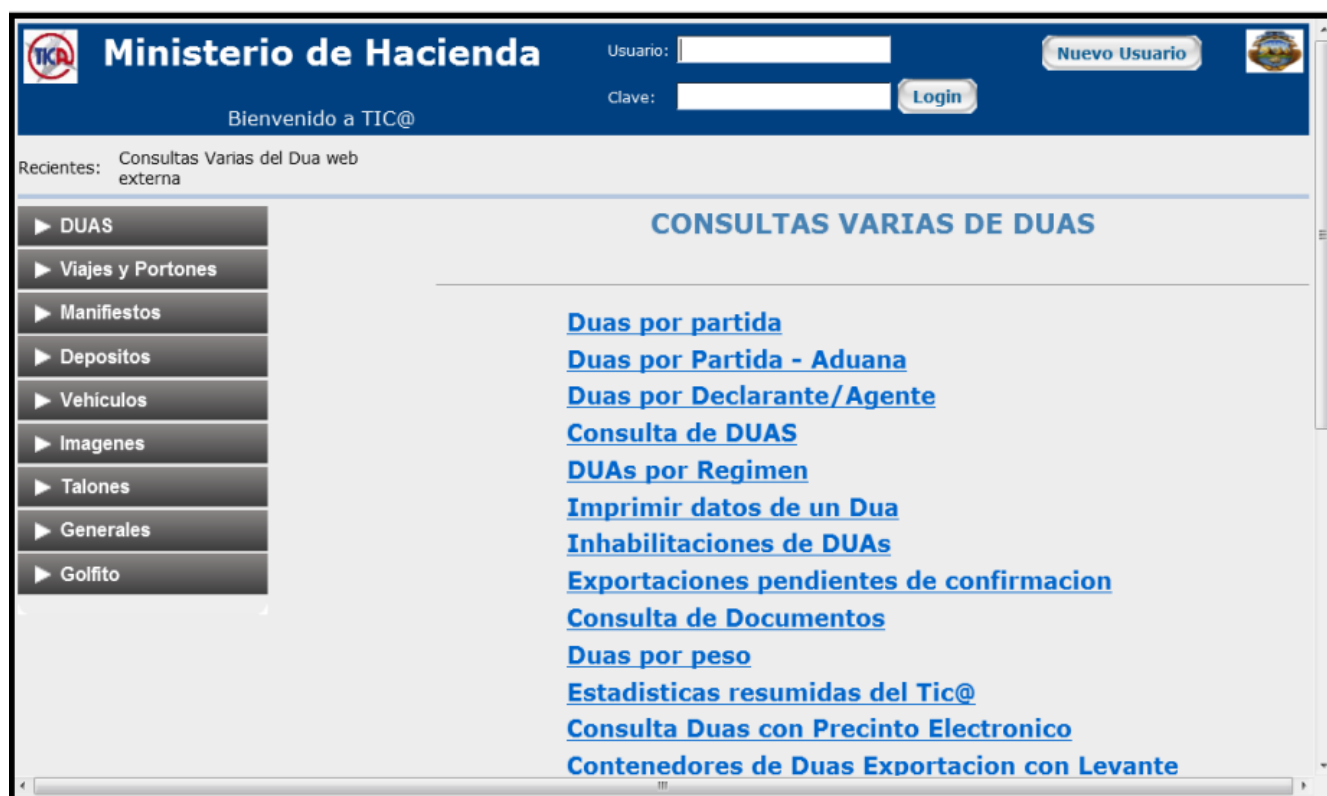 TICA
Ministerio de Hacienda
Usuario:
Nuevo Usuario
Clave:
Login
Bienvenido a TIC@
Recientes:
Consultas Varias del Dua web
externa
DUAS
Viajes y Portones
Manifiestos
Depositos
Vehiculos
Imagenes
Talones
Generales
Golfito
CONSULTAS VARIAS DE DUAS
Duas por partida
Duas por Partida - Aduana
Duas por Declarante/Agente
Consulta de DUAS
DUAs por Regimen
Imprimir datos de un Dua
Inhabilitaciones de DUAs
Exportaciones pendientes de confirmacion
Consulta de Documentos
Duas por peso
Estadisticas resumidas del Tic@
Consulta Duas con Precinto Electronico
Contenedores de Duas Exportacion con Levante